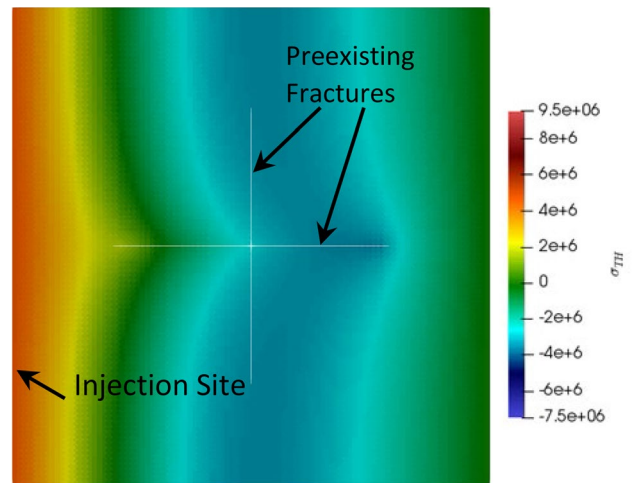 Preexisting
Fractures
Injection Site
9.5e+06
8e+6
6e+6
4e+6
2e+6
0
-2e+6
-4e+6
-6e+6
-7.5e+06
σTH